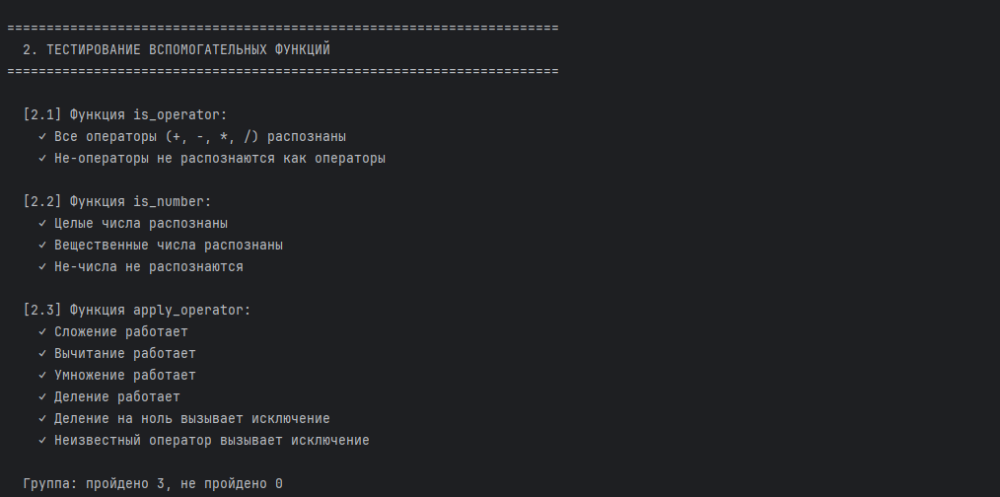 ======================================================================
2. ТЕСТИРОВАНИЕ ВСПОМОГАТЕЛЬНЫХ ФУНКЦИЙ
======================================================================
[2.1] Функция is_operator:
✓ Все операторы (+, -, *, /) распознаны
✓ Не-операторы не распознаются как операторы
[2.2] Функция is_number:
✓ Целые числа распознаны
✓ Вещественные числа распознаны
✓ Не-числа не распознаются
[2.3] Функция apply_operator:
✓ Сложение работает
✓ Вычитание работает
✓ Умножение работает
✓ Деление работает
✓ Деление на ноль вызывает исключение
✓ Неизвестный оператор вызывает исключение
Группа: пройдено 3, не пройдено 0